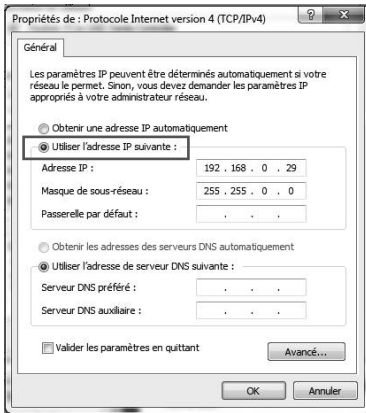 Propriétés de : Protocole Internet version 4 (TCP/IPv4)
Général
Les paramètres IP peuvent être déterminés automatiquement si votre
réseau le permet. Sinon, vous devez demander les paramètres IP
appropriés à votre administrateur réseau.
Obtenir une adresse IP automatiquement
Utiliser l'adresse IP suivante :
Adresse IP : 192 . 168 . 0 . 29
Masque de sous-réseau : 255 . 255 . 0 . 0
Passerelle par défaut : . . .
Obtenir les adresses des serveurs DNS automatiquement
Utiliser l'adresse de serveur DNS suivante :
Serveur DNS préféré : . . .
Serveur DNS auxiliaire : . . .
Valider les paramètres en quittant
Avancé...
OK Annuler